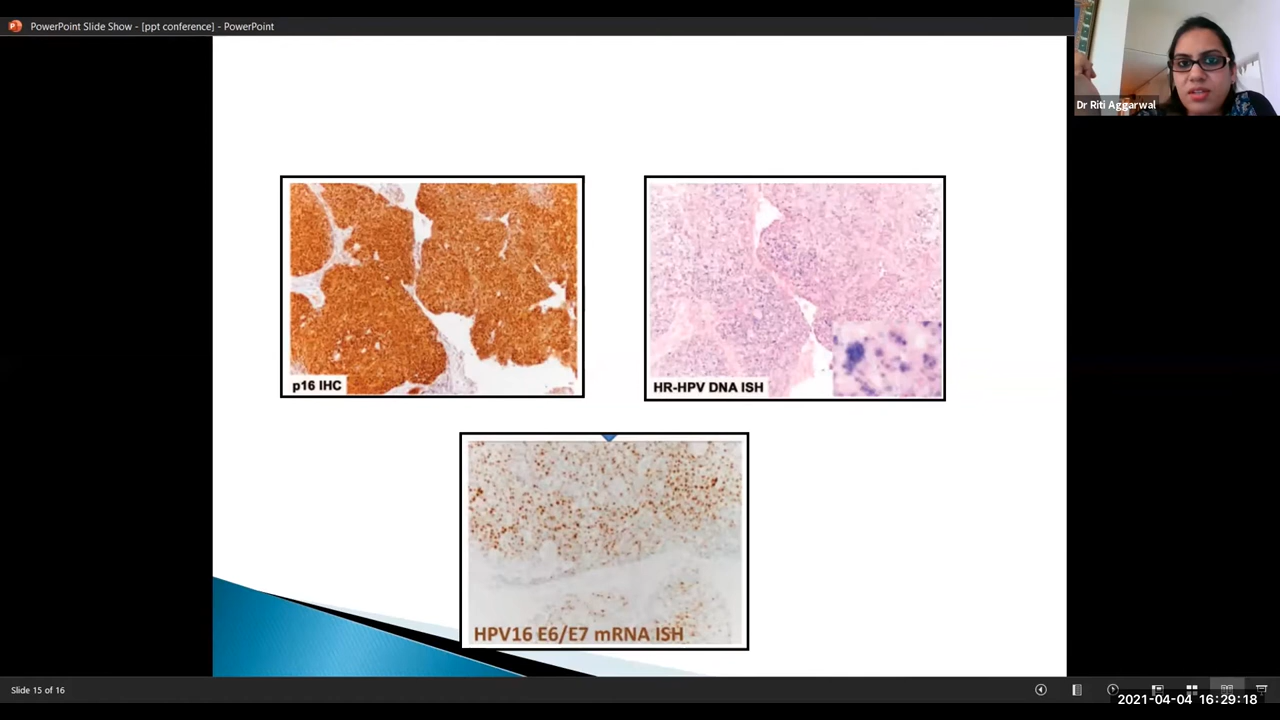 PowerPoint Slide Show - [ppt conference] - PowerPoint
Dr Riti Aggarwal
p16 IHC
HR-HPV DNA ISH
HPV16 E6/E7 mRNA ISH
Slide 15 of 16
2021-04-04 16:29:18